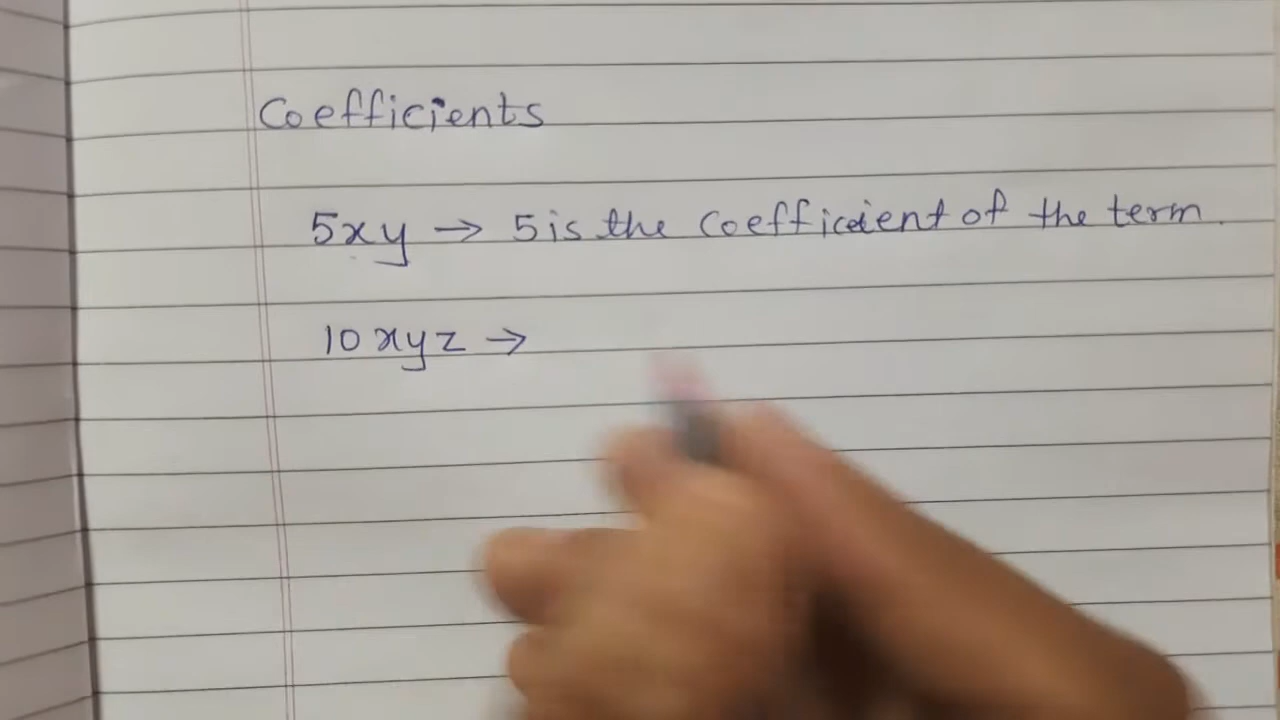 Coefficients
5xy → 5 is the coefficient of the term.
10xyz →